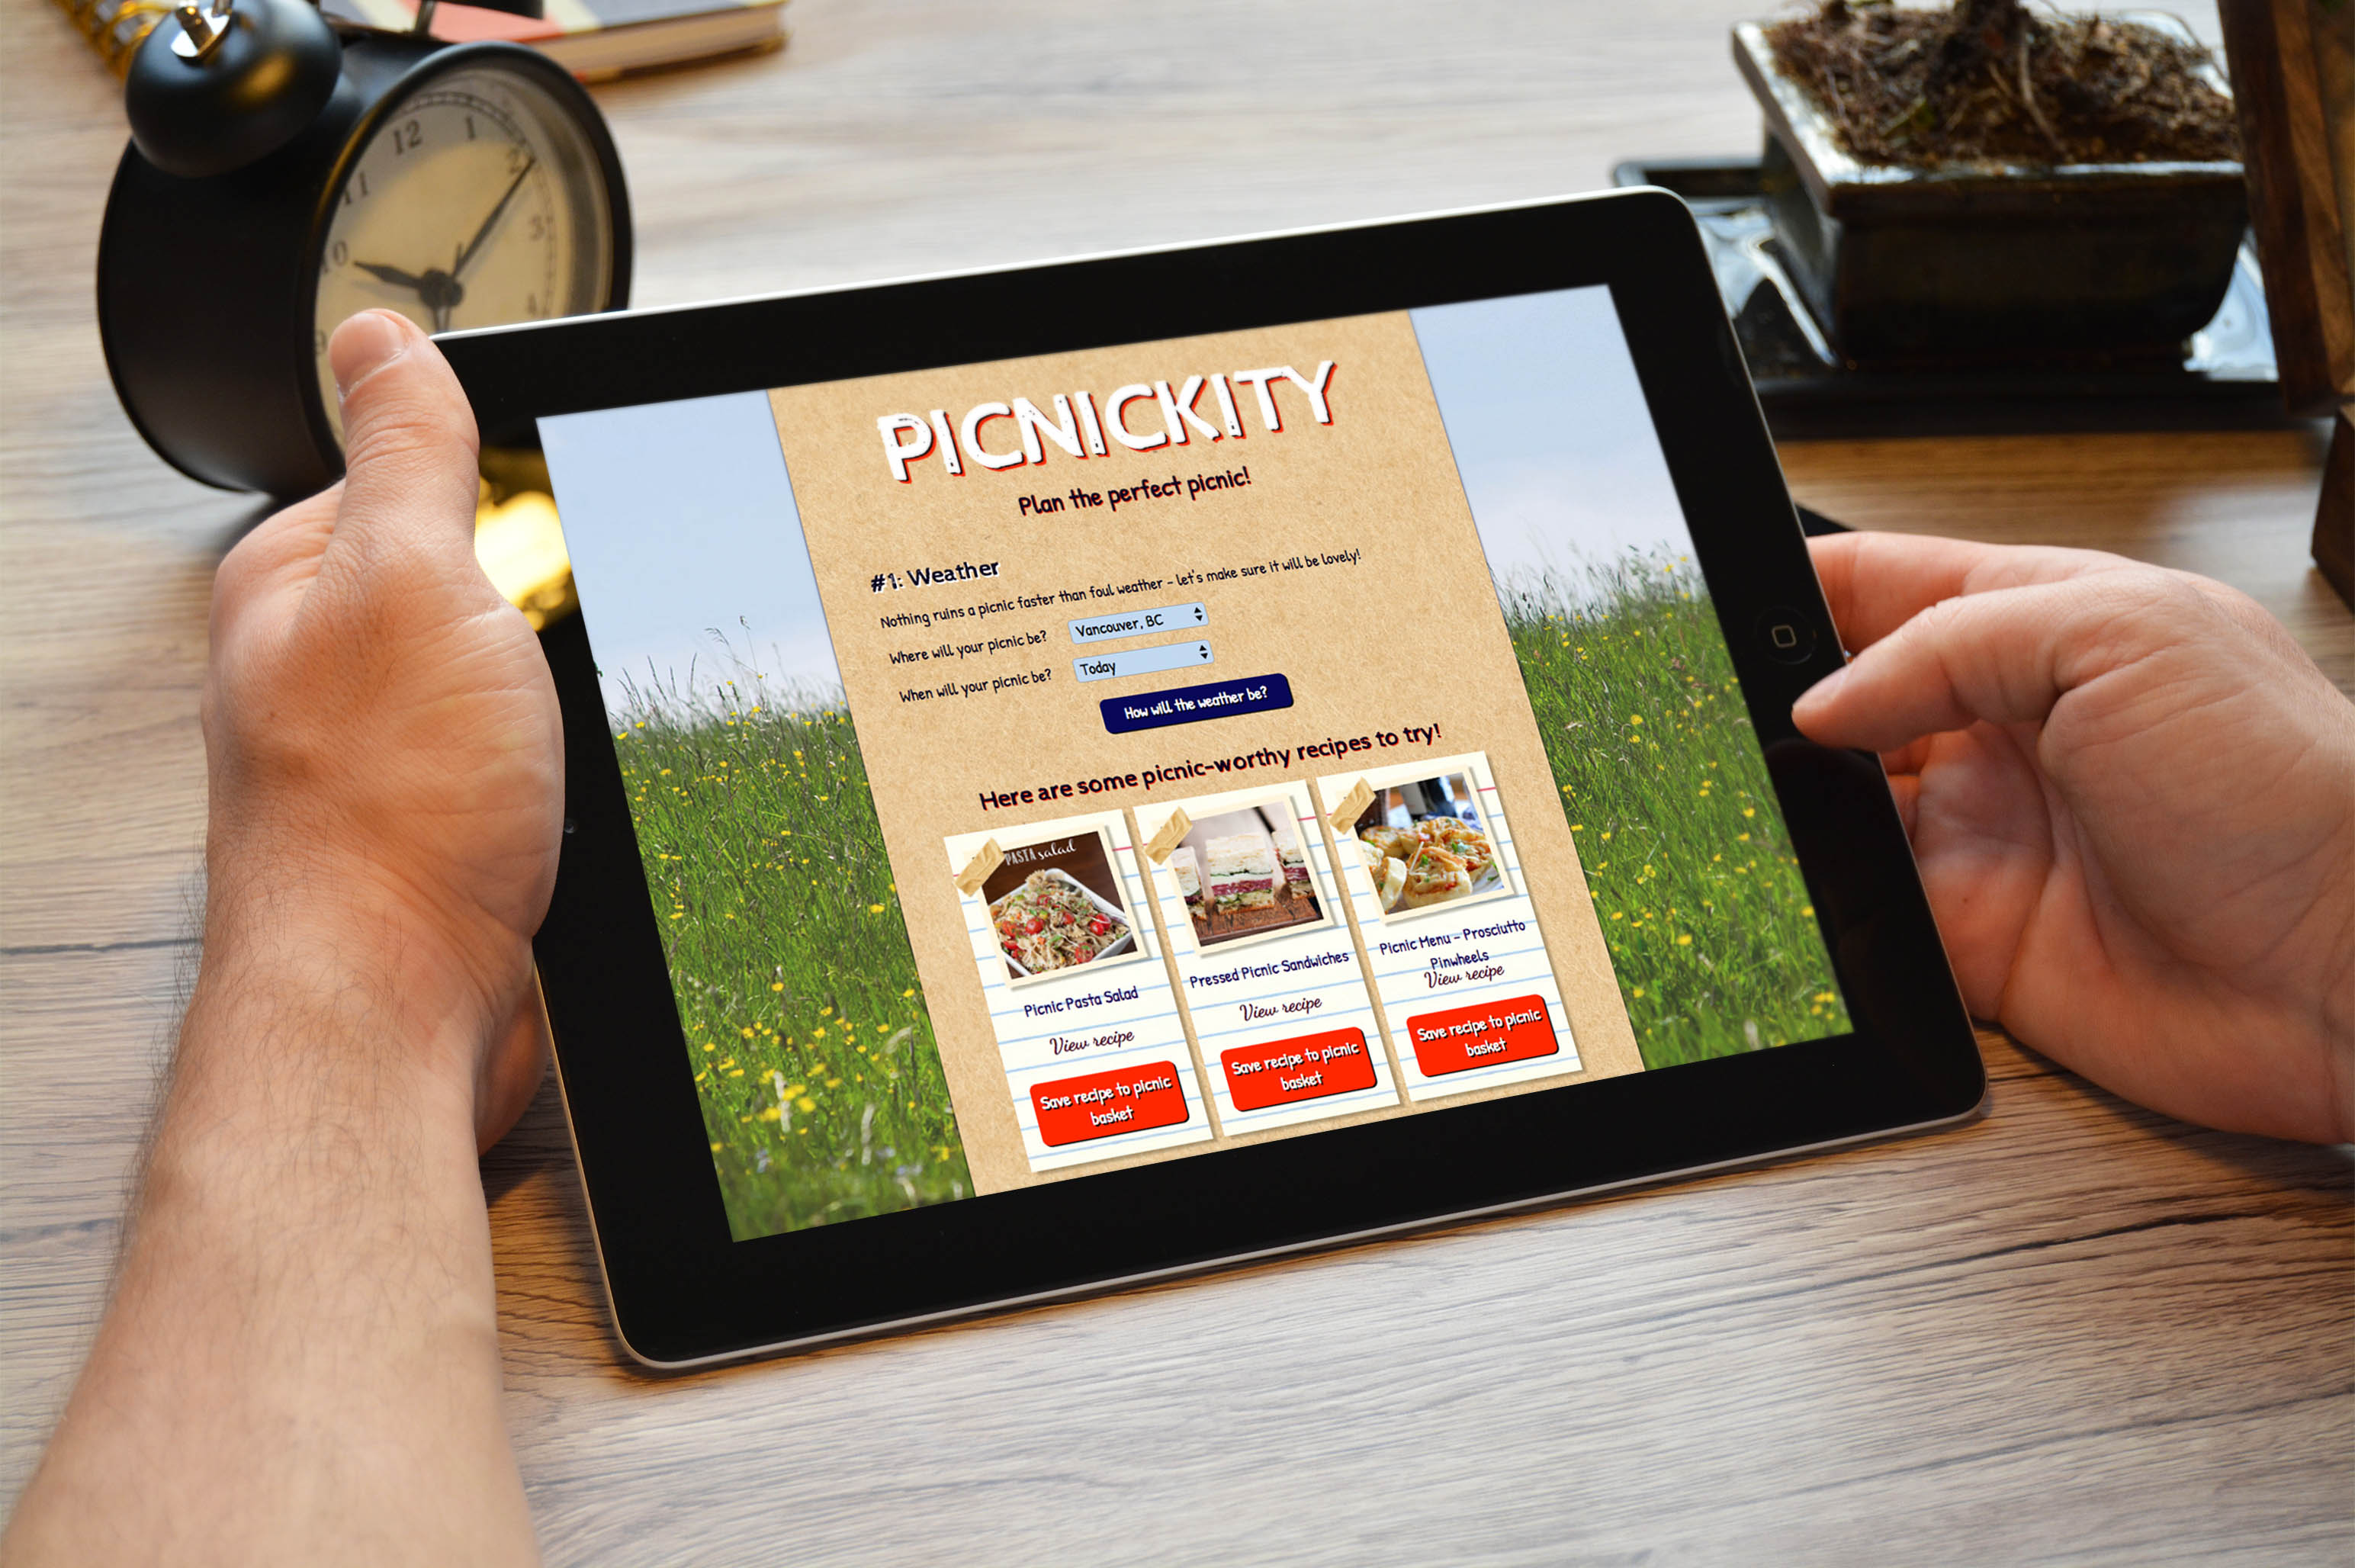 12
1
2
11
3
10
4
9
PICNICKITY
Plan the perfect picnic!
#1: Weather
Nothing ruins a picnic faster than foul weather - let's make sure it will be lovely!
Where will your picnic be? Vancouver, BC
When will your picnic be? Today
How will the weather be?
Here are some picnic-worthy recipes to try!
PASTA salad
Picnic Pasta Salad
View recipe
Save recipe to picnic
basket
Pressed Picnic Sandwiches
View recipe
Save recipe to picnic
basket
Picnic Menu - Prosciutto
Pinwheels
View recipe
Save recipe to picnic
basket